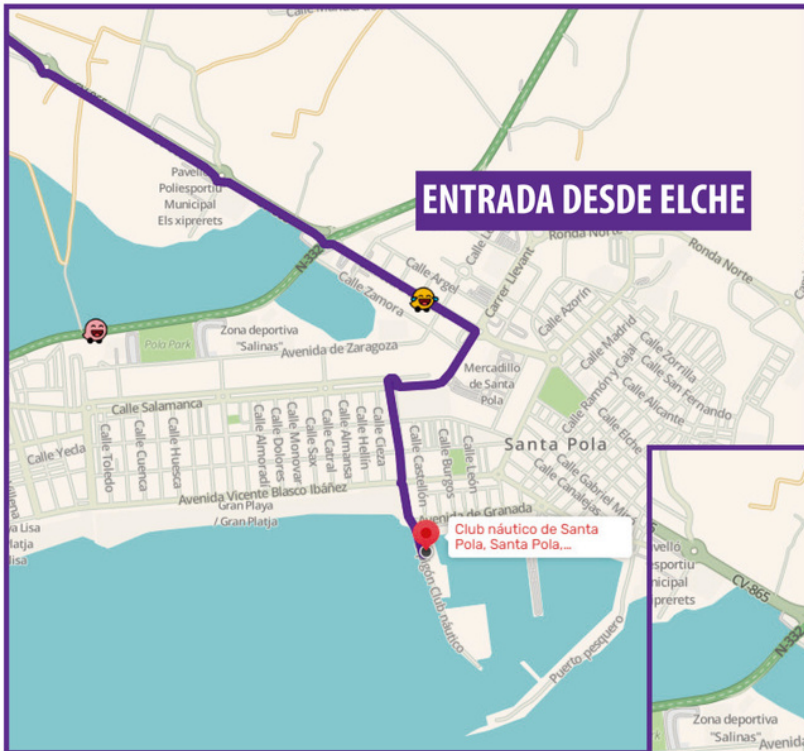 ENTRADA DESDE ELCHE
Pavelló
Poliesportiu
Municipal
Els xiprerets
N-332
Calle Zamora
Calle Argel
Carrer Llevant
Ronda Norte
Ronda Norte
Calle Azorín
Calle Madrid
Calle Ramón y Cajal
Calle Zorrilla
Calle San Fernando
Calle Alicante
Calle Elche
Pola Park
Zona deportiva
"Salinas"
Avenida de Zaragoza
Mercadillo
de Santa
Pola
Calle Salamanca
Calle Yeda
Calle Toledo
Calle Cuenca
Calle Huesca
Calle Almoradí
Calle Dolores
Calle Monovar
Calle Sax
Calle Catral
Calle Almansa
Calle Hellín
Calle Cieza
Calle Castellón
Calle Burgos
Calle León
Santa Pola
Calle Gabriel Miró
Calle Canalejas
Avenida Vicente Blasco Ibáñez
Avenida de Granada
Gran Playa
/ Gran Platja
Club náutico de Santa
Pola, Santa Pola,...
Club náutico
Puerto pesquero
CV-865
N-332
Zona deportiva
"Salinas"
Avenida